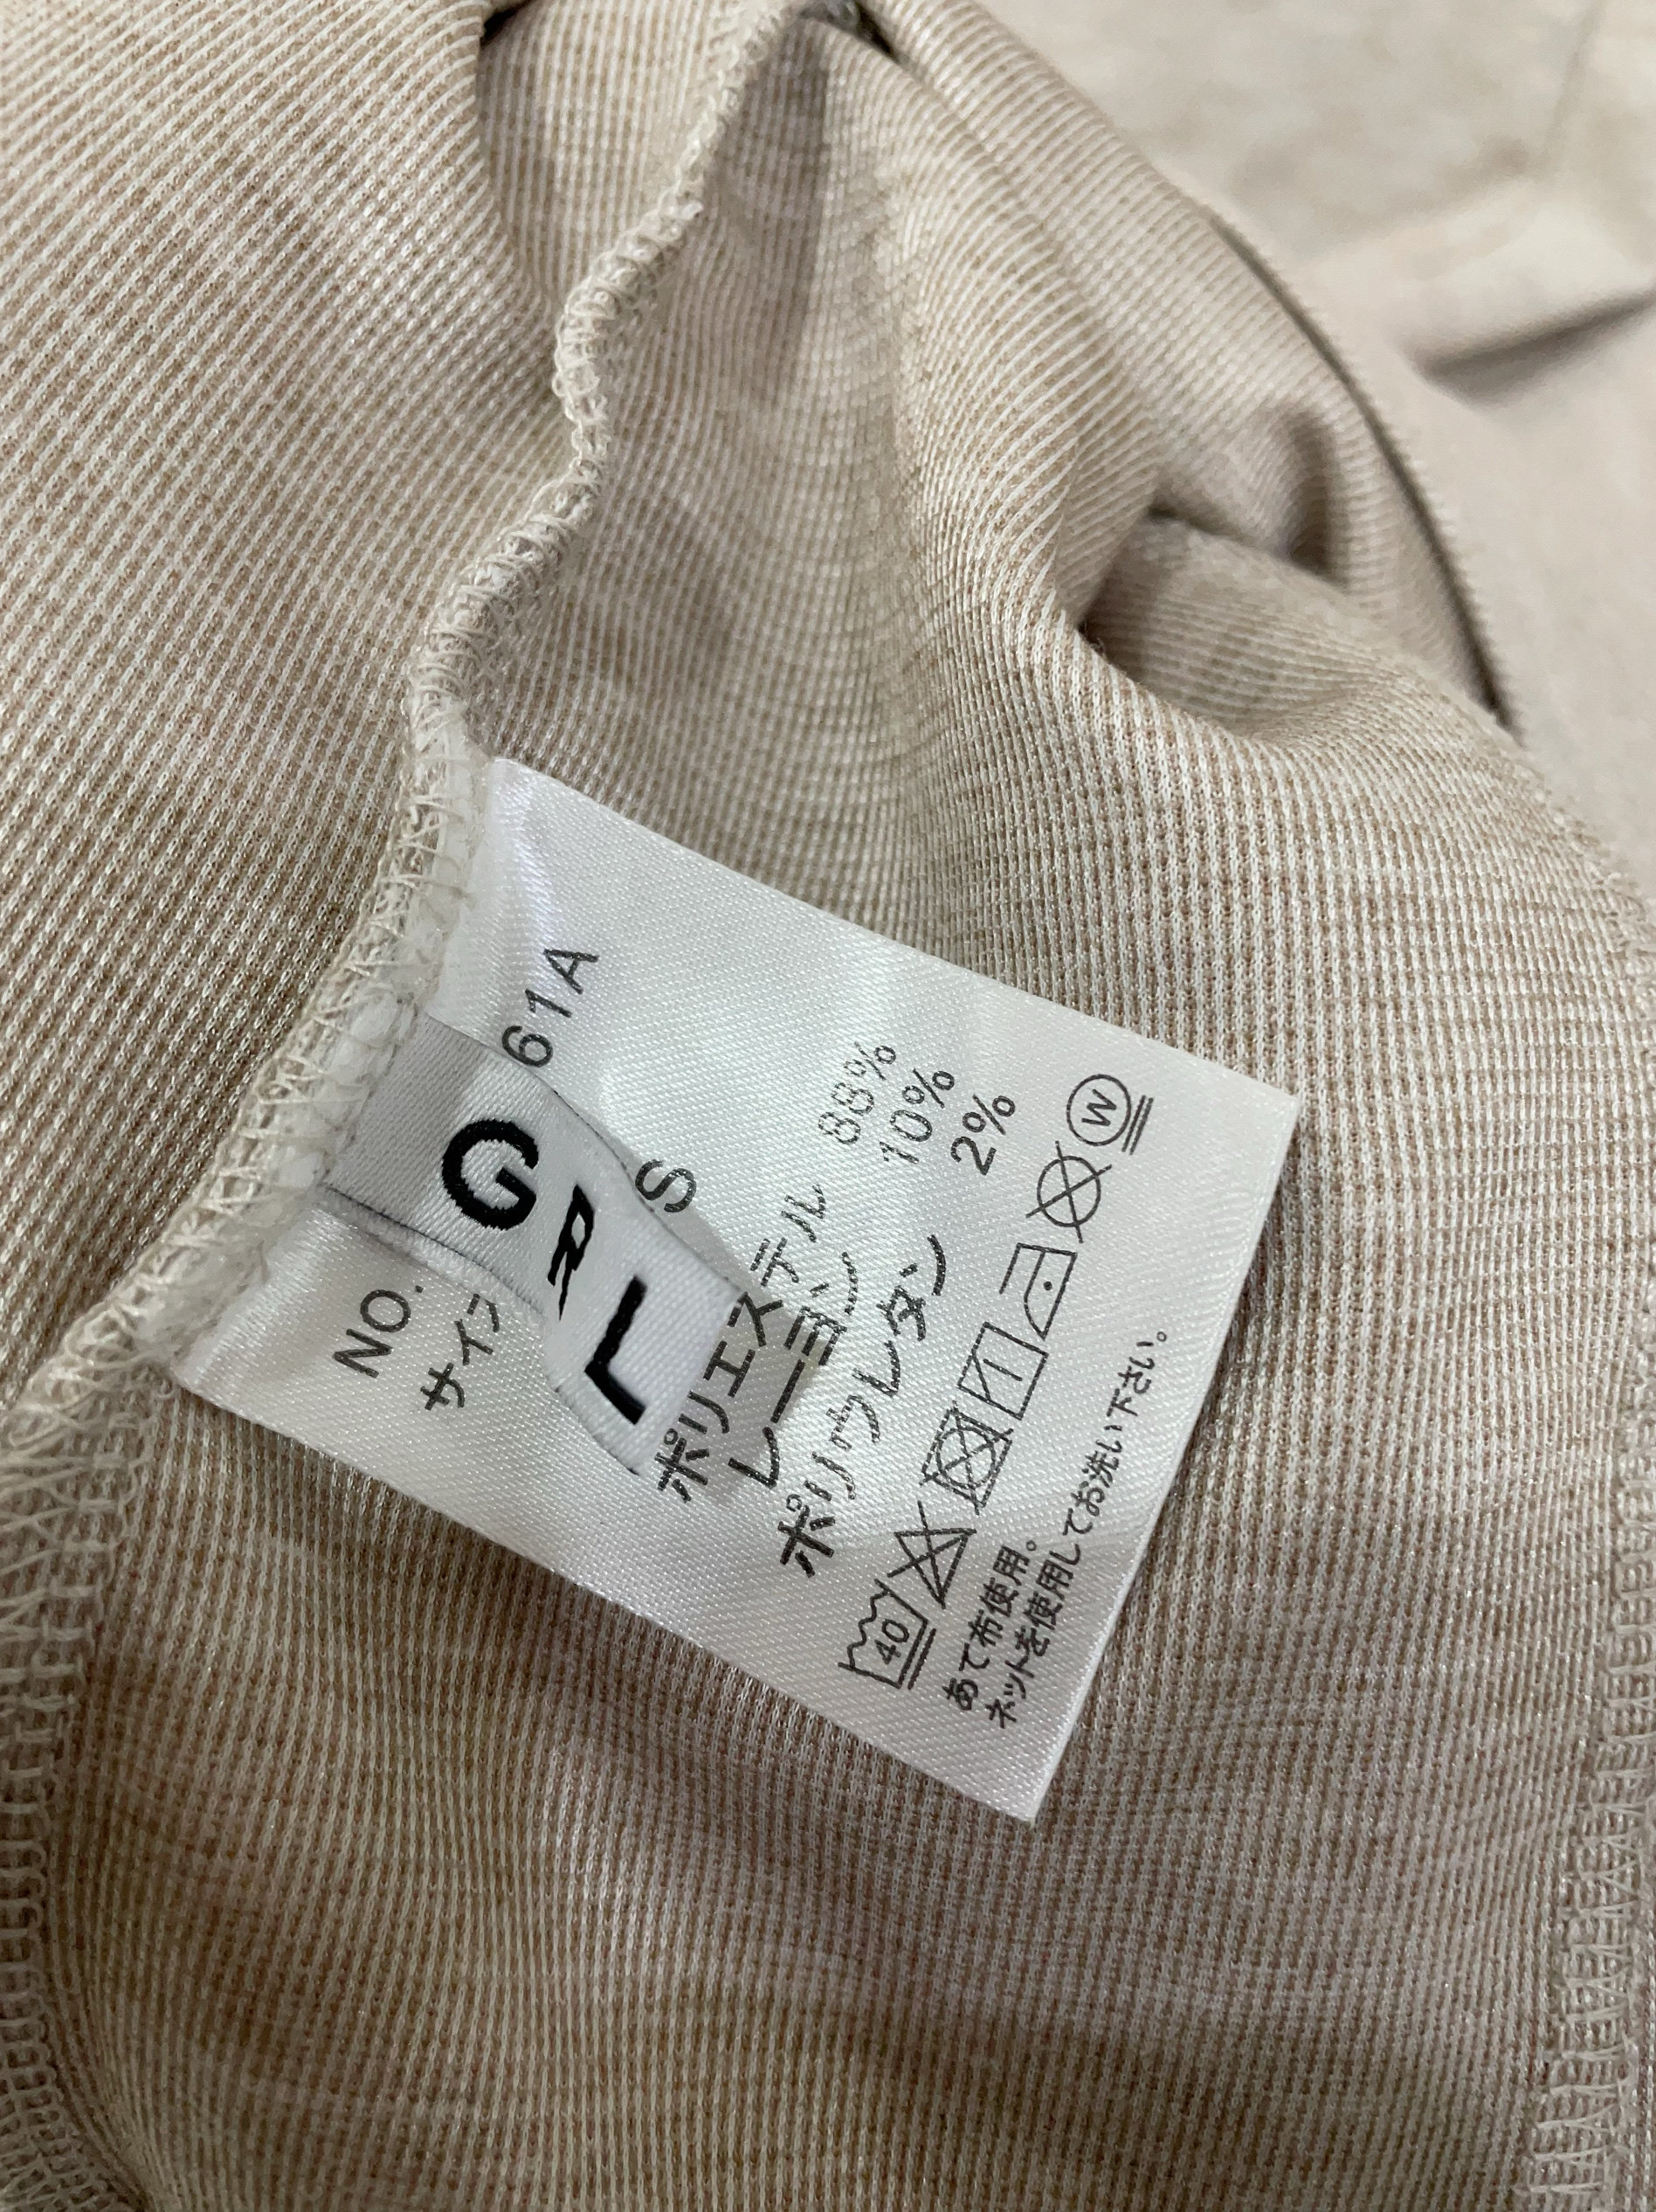 NO. 61A
サイ S
GRL
ポリエステル 88%
レーヨン 10%
ポリウレタン 2%
40 W
あて布使用。
ネットを使用してお洗い下さい。